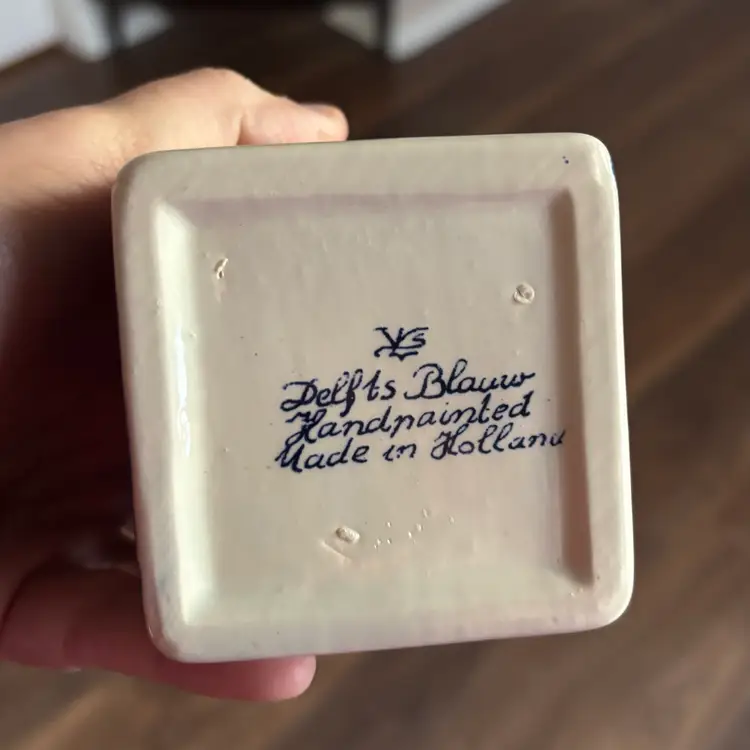 Delfts Blauw
Handpainted
Made in Holland